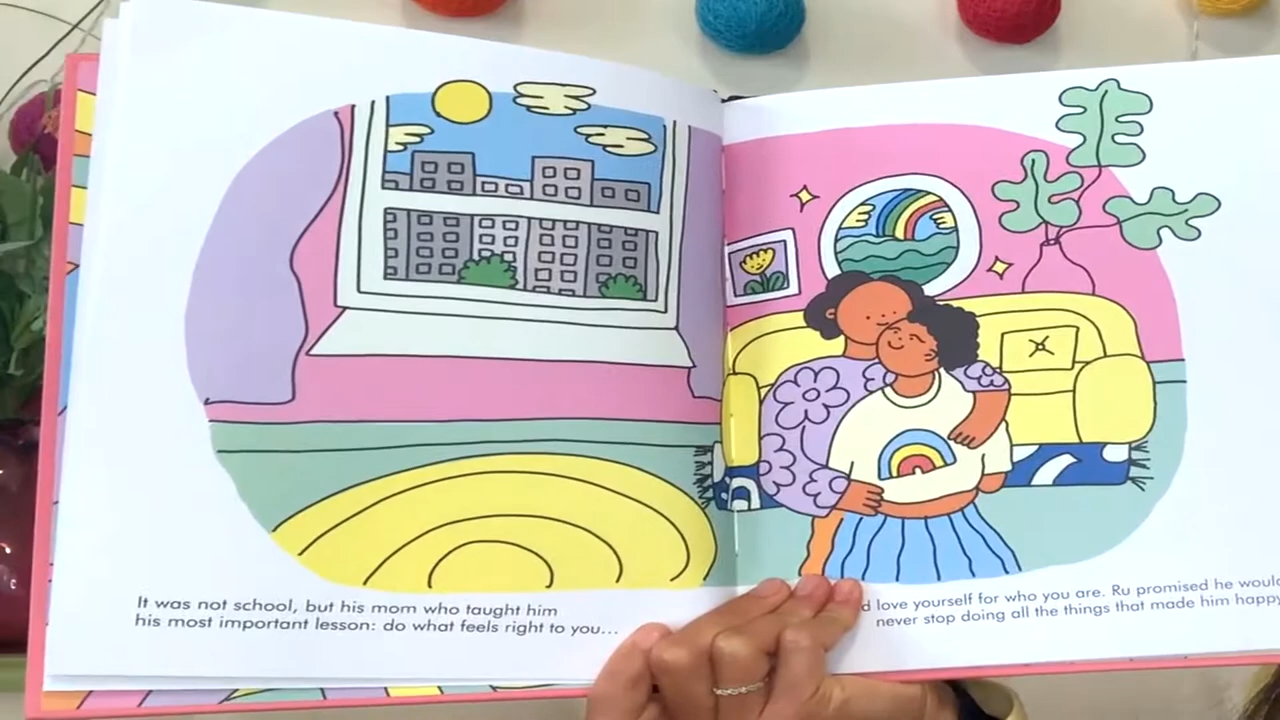 It was not school, but his mom who taught him
his most important lesson: do what feels right to you...
love yourself for who you are. Ru promised he would
never stop doing all the things that made him happy